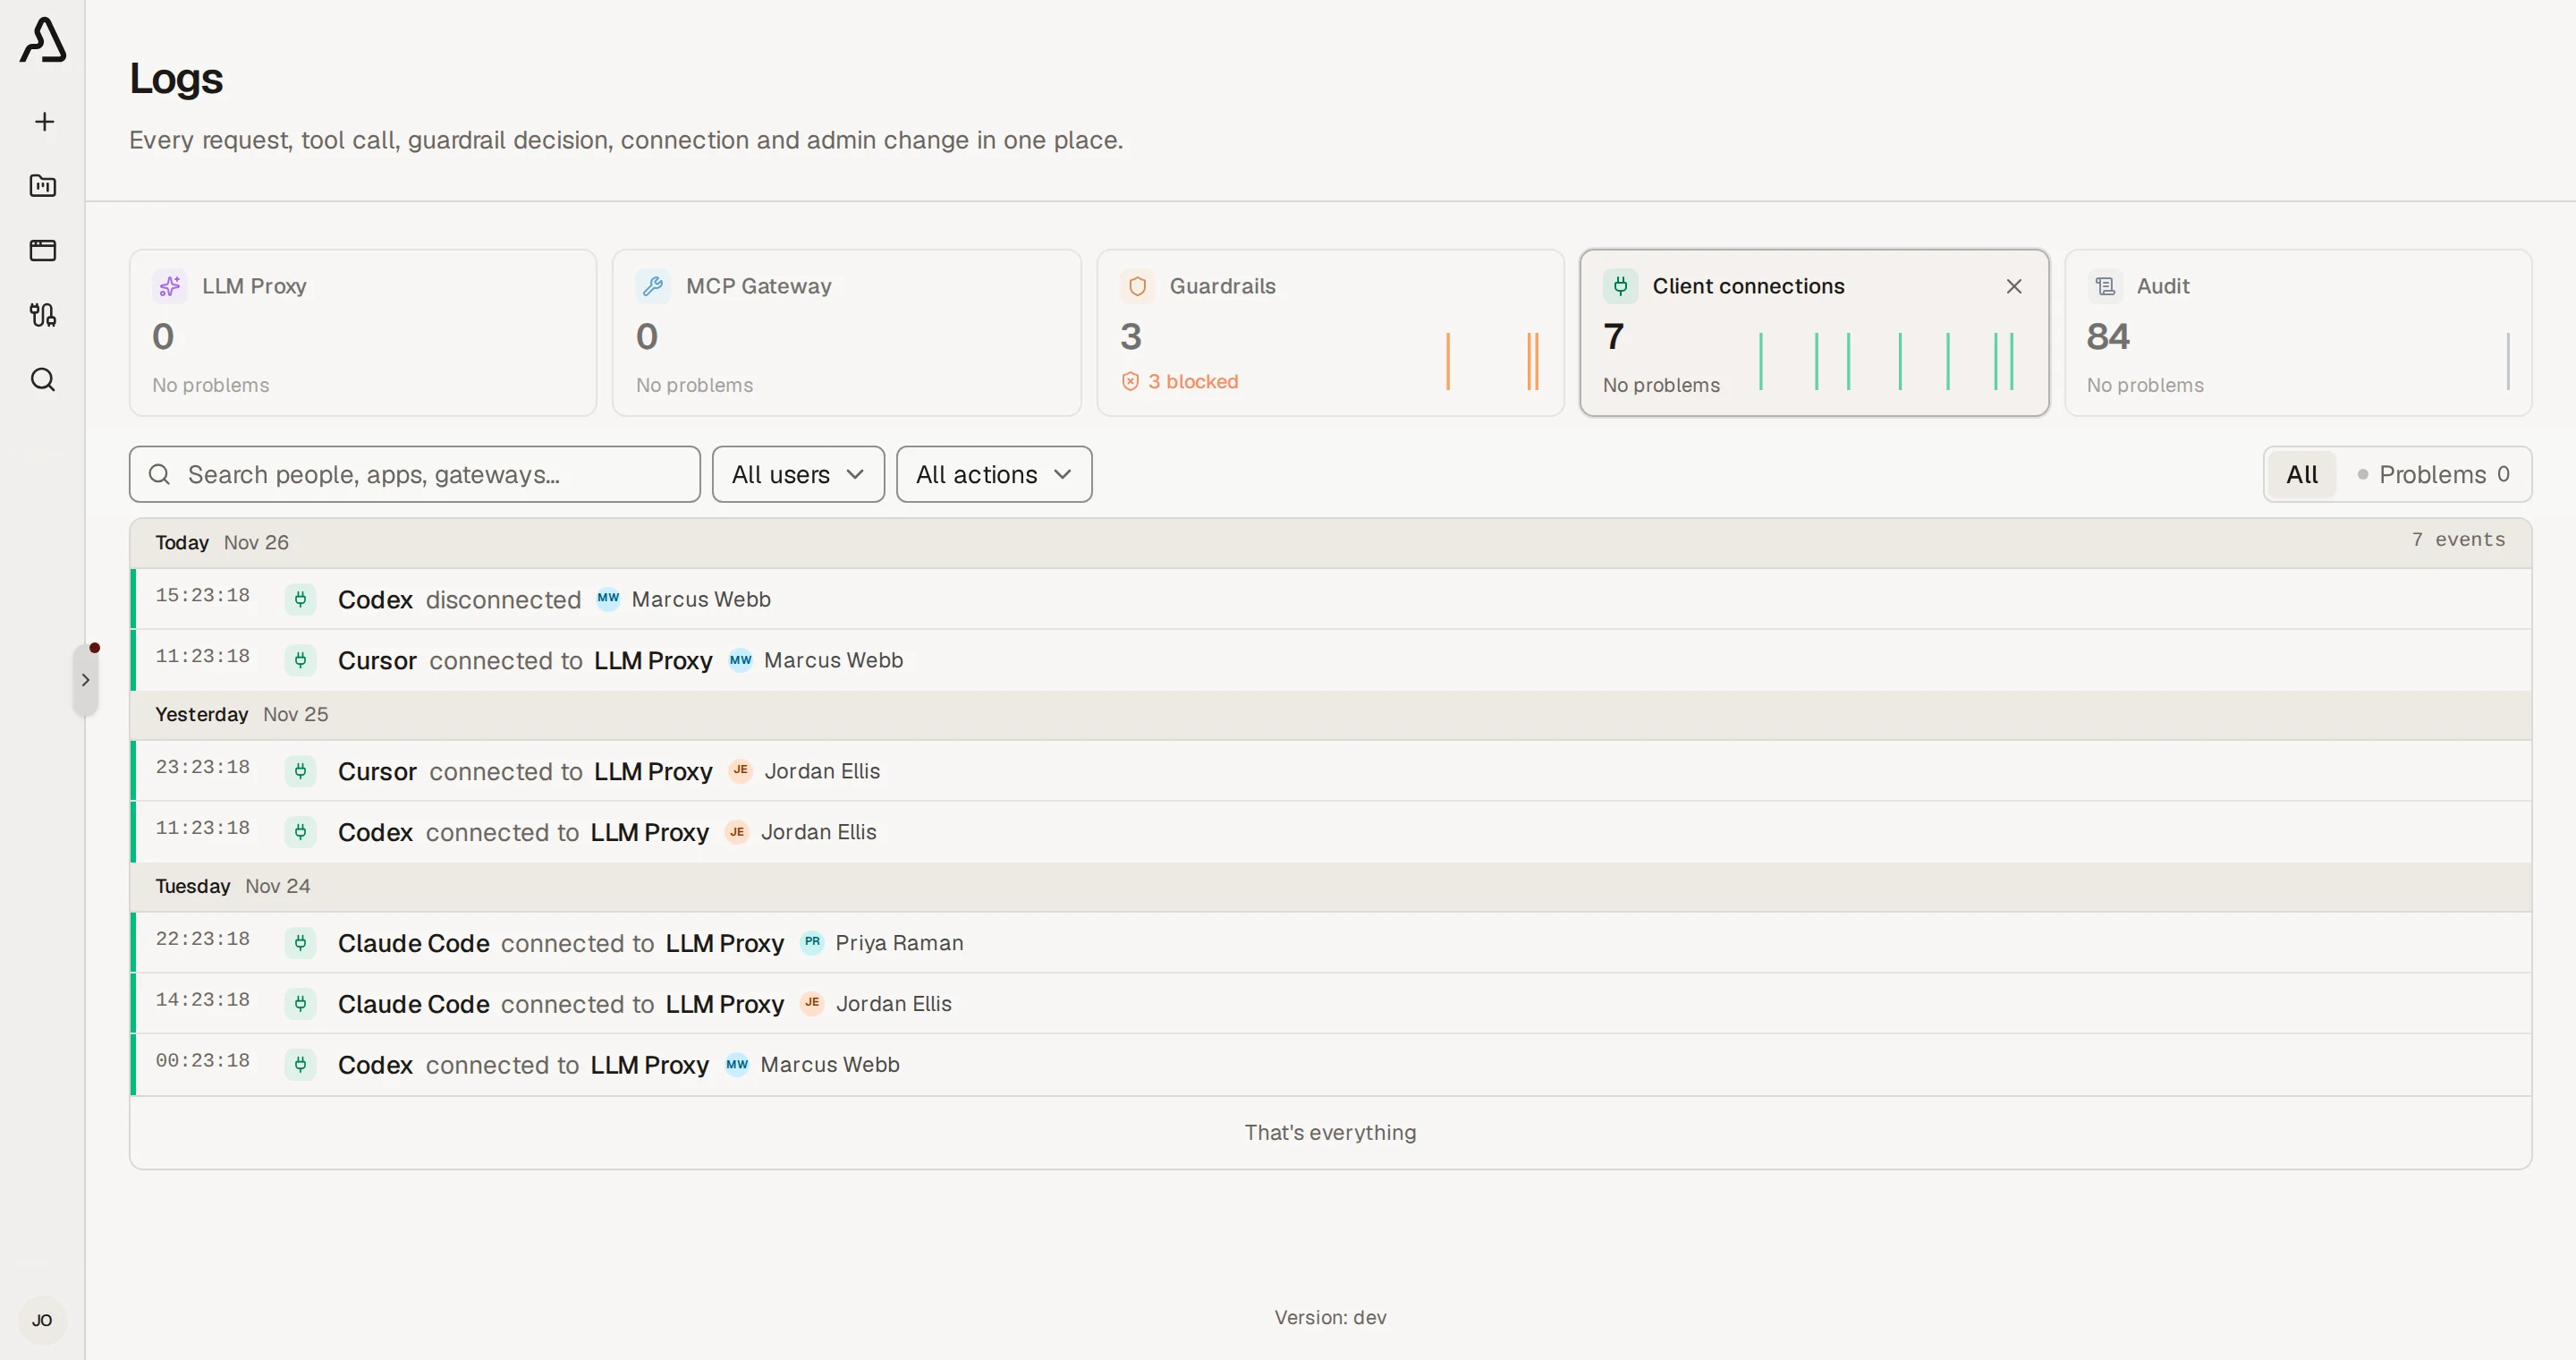 Logs
Every request, tool call, guardrail decision, connection and admin change in one place.
LLM Proxy
0
No problems
MCP Gateway
0
No problems
Guardrails
3
3 blocked
Client connections
7
No problems
Audit
84
No problems
Search people, apps, gateways...
All users
All actions
All
Problems 0
Today Nov 26 7 events
15:23:18 Codex disconnected MW Marcus Webb
11:23:18 Cursor connected to LLM Proxy MW Marcus Webb
Yesterday Nov 25
23:23:18 Cursor connected to LLM Proxy JE Jordan Ellis
11:23:18 Codex connected to LLM Proxy JE Jordan Ellis
Tuesday Nov 24
22:23:18 Claude Code connected to LLM Proxy PR Priya Raman
14:23:18 Claude Code connected to LLM Proxy JE Jordan Ellis
00:23:18 Codex connected to LLM Proxy MW Marcus Webb
That's everything
JO
Version: dev